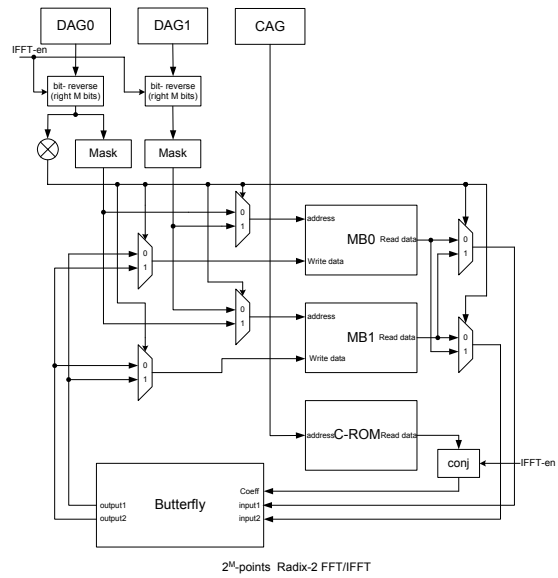 DAG0
DAG1
CAG
IFFT-en
bit- reverse
(right M bits)
bit- reverse
(right M bits)
Mask
Mask
0
1
address
MB0
Read data
Write data
0
1
0
1
0
1
address
MB1
Read data
Write data
0
1
0
1
address
C-ROM
Read data
conj
IFFT-en
Butterfly
output1
output2
Coeff
input1
input2
2^M-points Radix-2 FFT/IFFT